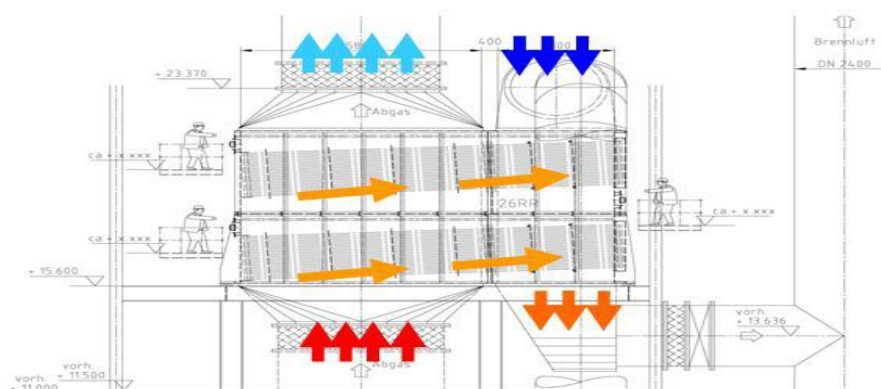 400
Brennluft
DN 2400
+ 23.370
Abgas
ca + x xxx
26RR
ca + x xxx
ca + x xxx
+ 15.600
vorh.
+ 13.636
Abgas
vorh.
vorh.
+ 11.500
+ 11.000